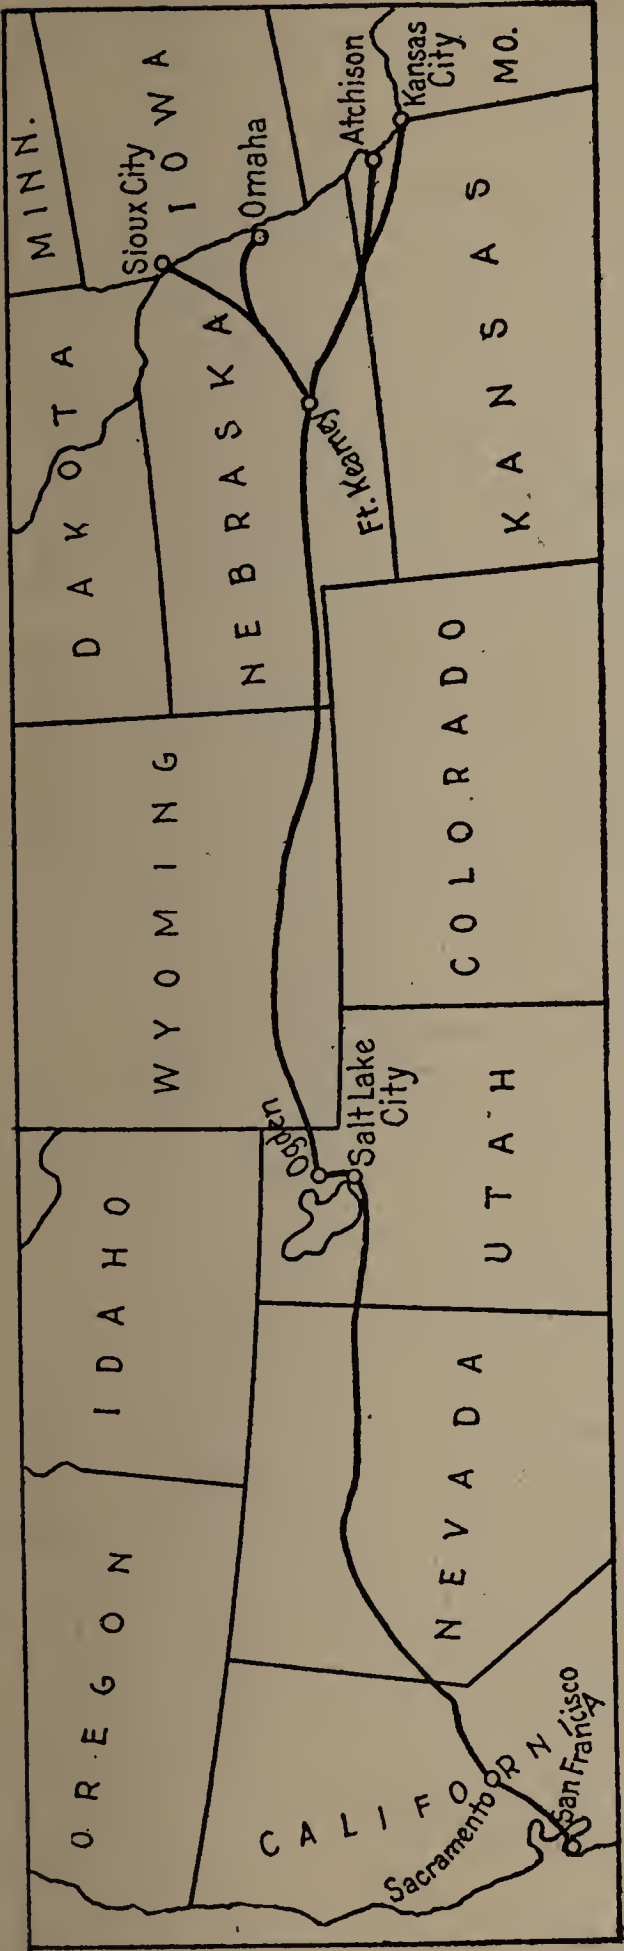 MINN.
DAKOTA
IOWA
Sioux City
Omaha
NEBRASKA
Ft. Kearney
Atchison
Kansas
City
MO.
KANSAS
WYOMING
COLORADO
IDAHO
Ogden
Salt Lake
City
UTAH
OREGON
NEVADA
CALIFORNIA
Sacramento
San Francisco